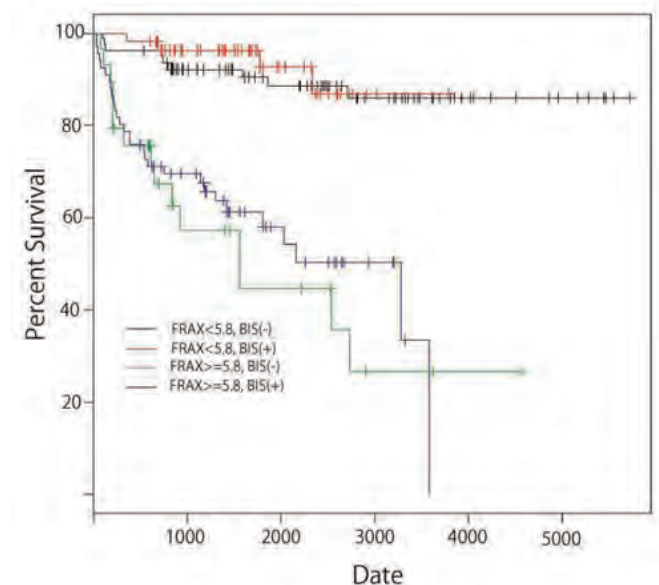 100
80
60
40
20
Percent Survival
FRAX<5.8, BIS(-)
FRAX<5.8, BIS(+)
FRAX>=5.8, BIS(-)
FRAX>=5.8, BIS(+)
1000
2000
3000
4000
5000
Date